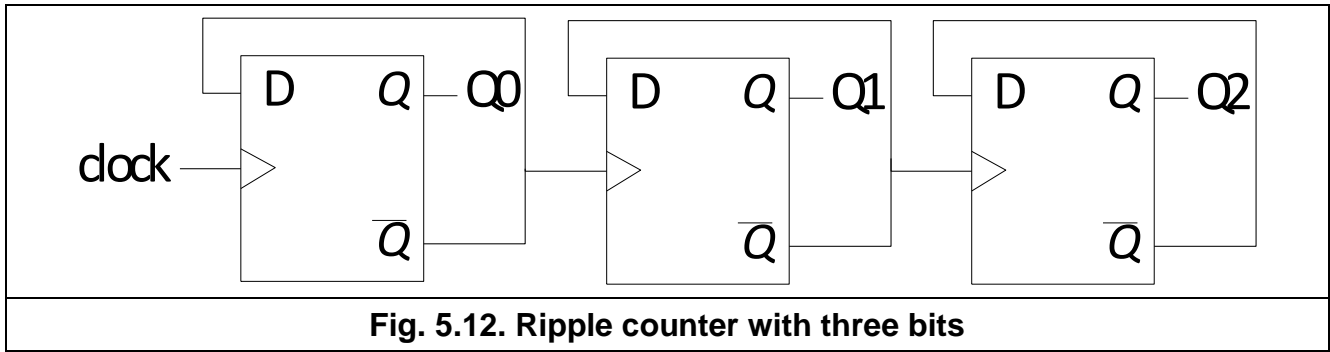 D Q Q0 D Q Q1 D Q Q2
clock
Q̅ Q̅ Q̅
Fig. 5.12. Ripple counter with three bits